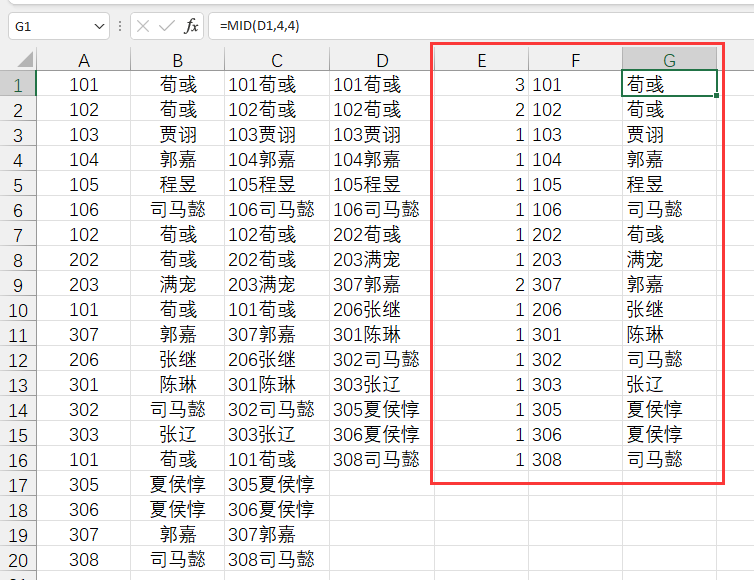 G1 fx =MID(D1,4,4)
A B C D E F G
1 101 荀彧 101荀彧 101荀彧 3 101 荀彧
2 102 荀彧 102荀彧 102荀彧 2 102 荀彧
3 103 贾诩 103贾诩 103贾诩 1 103 贾诩
4 104 郭嘉 104郭嘉 104郭嘉 1 104 郭嘉
5 105 程昱 105程昱 105程昱 1 105 程昱
6 106 司马懿 106司马懿 106司马懿 1 106 司马懿
7 102 荀彧 102荀彧 202荀彧 1 202 荀彧
8 202 荀彧 202荀彧 203满宠 1 203 满宠
9 203 满宠 203满宠 307郭嘉 2 307 郭嘉
10 101 荀彧 101荀彧 206张继 1 206 张继
11 307 郭嘉 307郭嘉 301陈琳 1 301 陈琳
12 206 张继 206张继 302司马懿 1 302 司马懿
13 301 陈琳 301陈琳 303张辽 1 303 张辽
14 302 司马懿 302司马懿 305夏侯惇 1 305 夏侯惇
15 303 张辽 303张辽 306夏侯惇 1 306 夏侯惇
16 101 荀彧 101荀彧 308司马懿 1 308 司马懿
17 305 夏侯惇 305夏侯惇
18 306 夏侯惇 306夏侯惇
19 307 郭嘉 307郭嘉
20 308 司马懿 308司马懿